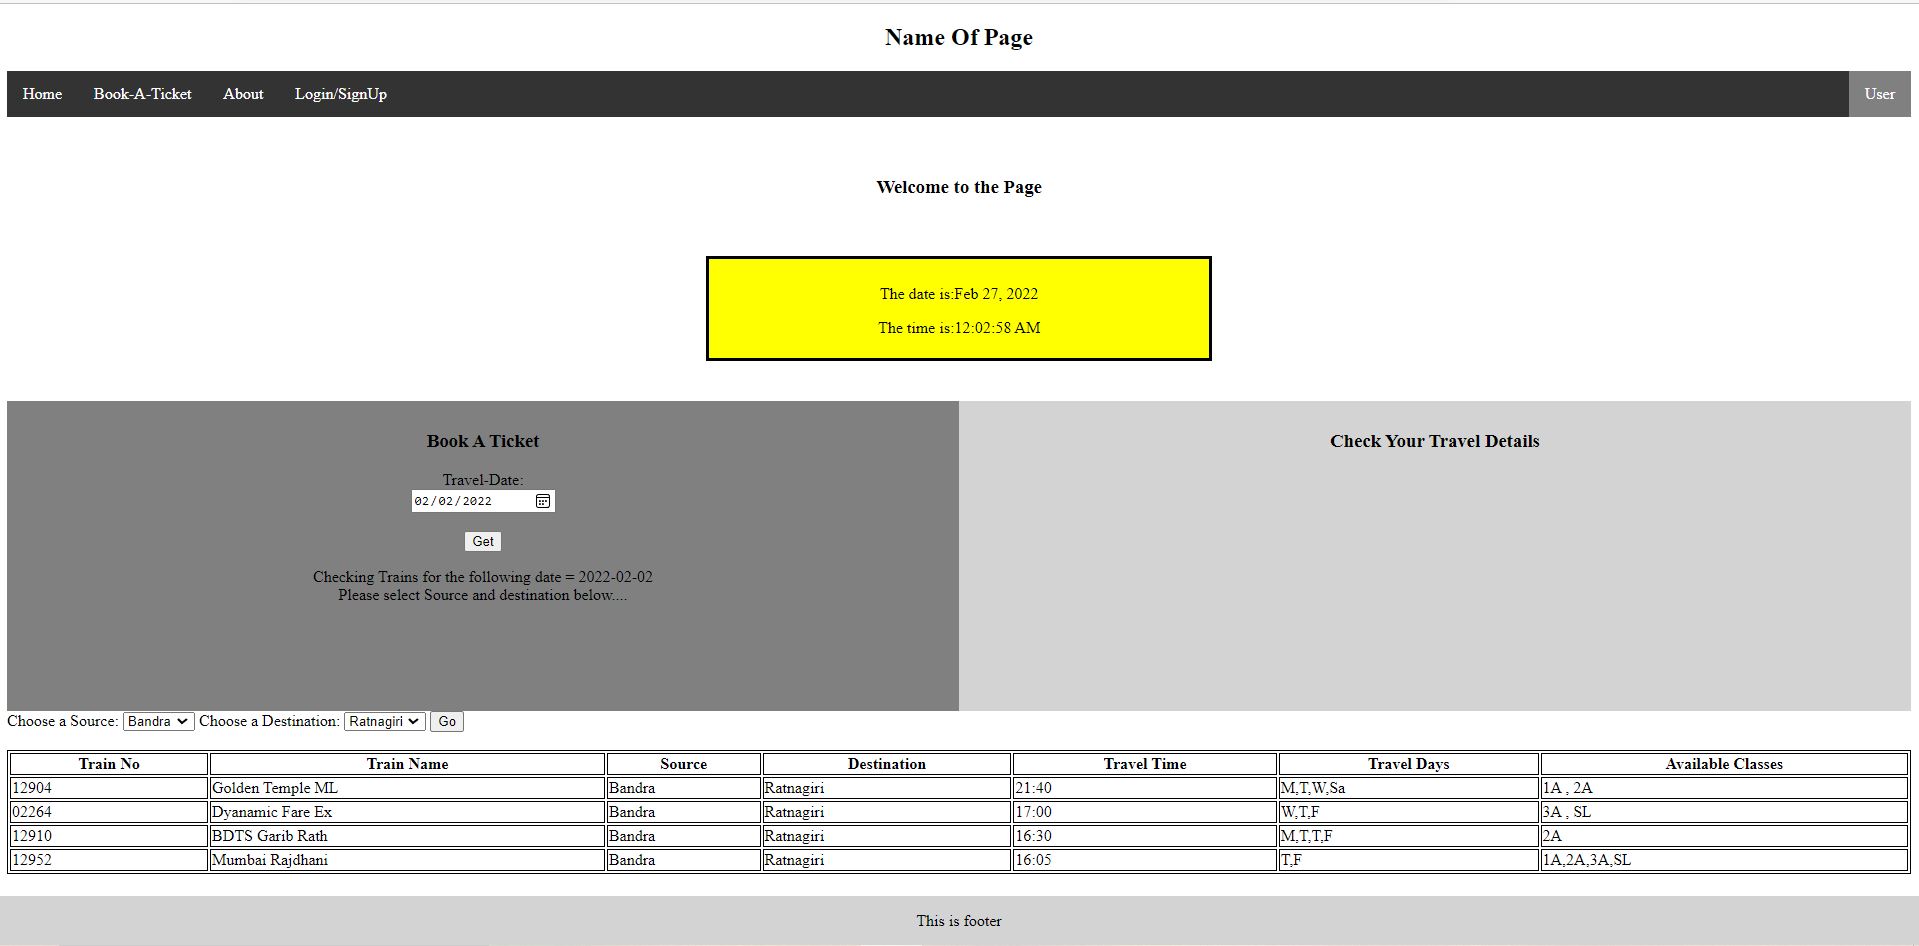 Name Of Page
Home Book-A-Ticket About Login/SignUp User
Welcome to the Page
The date is:Feb 27, 2022
The time is:12:02:58 AM
Book A Ticket
Travel-Date:
02/02/2022
Get
Checking Trains for the following date = 2022-02-02
Please select Source and destination below....
Check Your Travel Details
Choose a Source: Bandra Choose a Destination: Ratnagiri Go
Train No Train Name Source Destination Travel Time Travel Days Available Classes
12904 Golden Temple ML Bandra Ratnagiri 21:40 M,T,W,Sa 1A , 2A
02264 Dyanamic Fare Ex Bandra Ratnagiri 17:00 W,T,F 3A , SL
12910 BDTS Garib Rath Bandra Ratnagiri 16:30 M,T,T,F 2A
12952 Mumbai Rajdhani Bandra Ratnagiri 16:05 T,F 1A,2A,3A,SL
This is footer